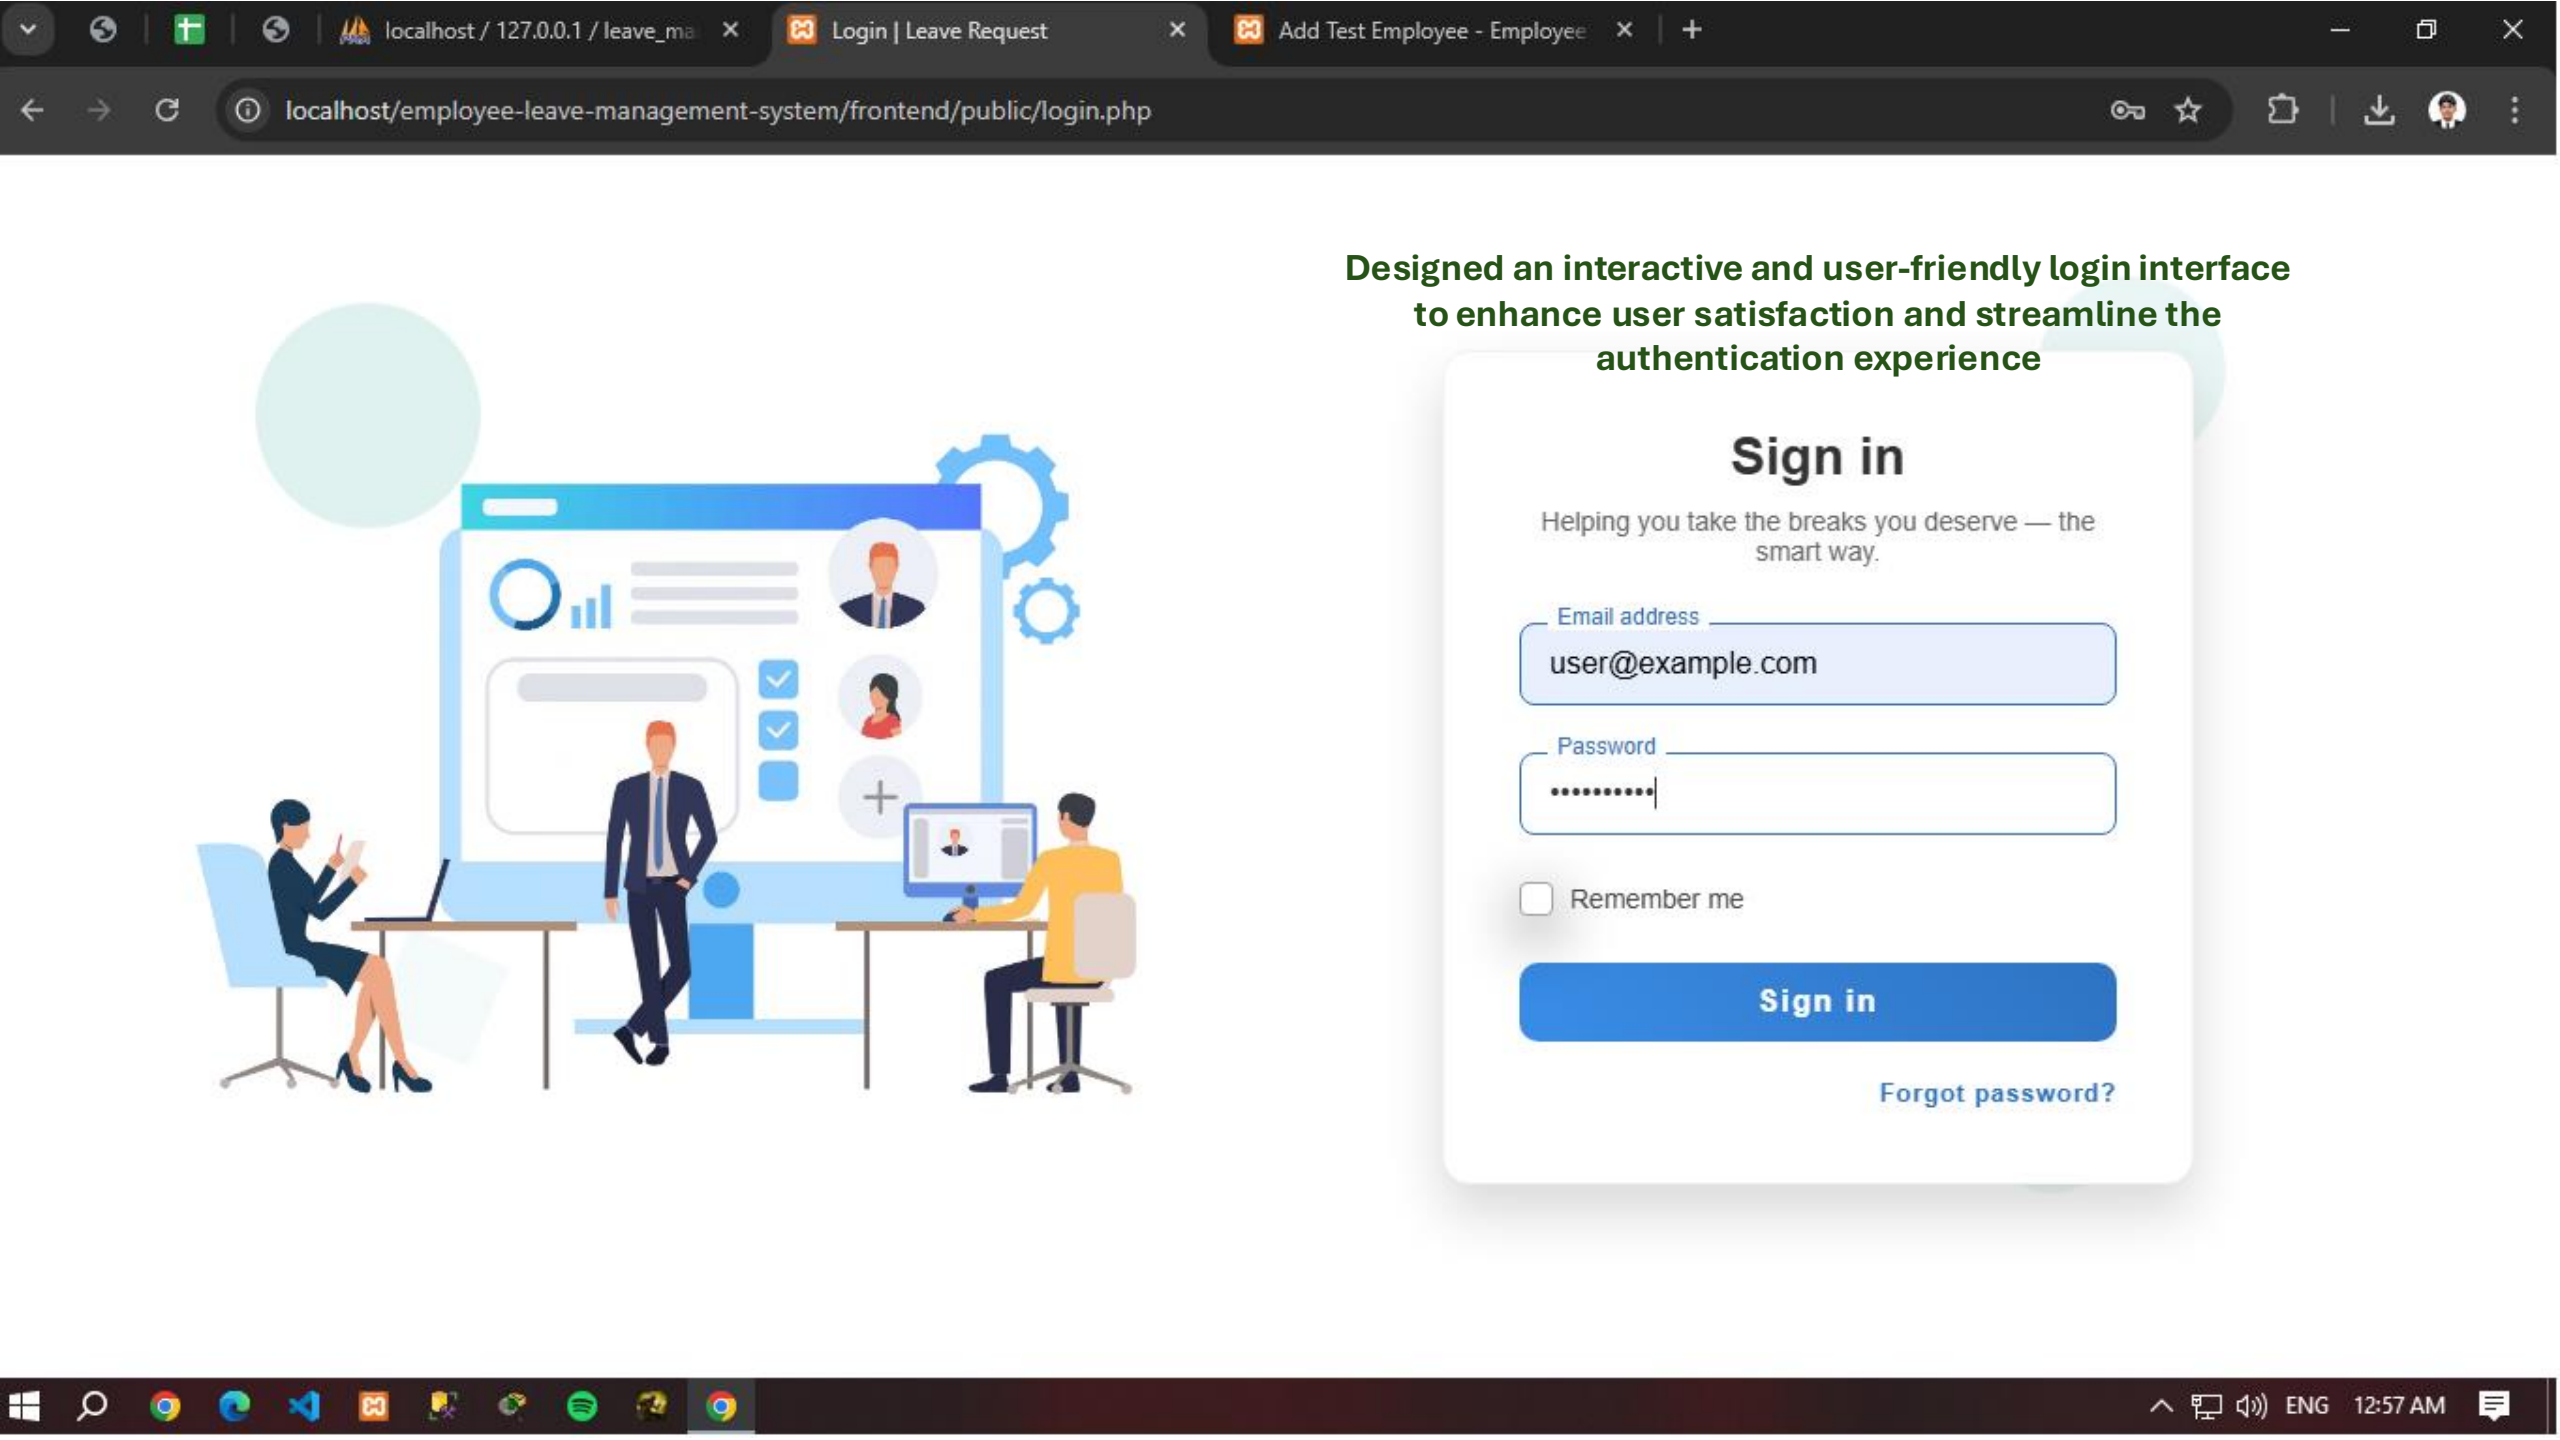 localhost / 127.0.0.1 / leave_ma
Login | Leave Request
Add Test Employee - Employee
localhost/employee-leave-management-system/frontend/public/login.php
Designed an interactive and user-friendly login interface
to enhance user satisfaction and streamline the
authentication experience
Sign in
Helping you take the breaks you deserve — the
smart way.
Email address
user@example.com
Password
••••••••••
Remember me
Sign in
Forgot password?
ENG 12:57 AM